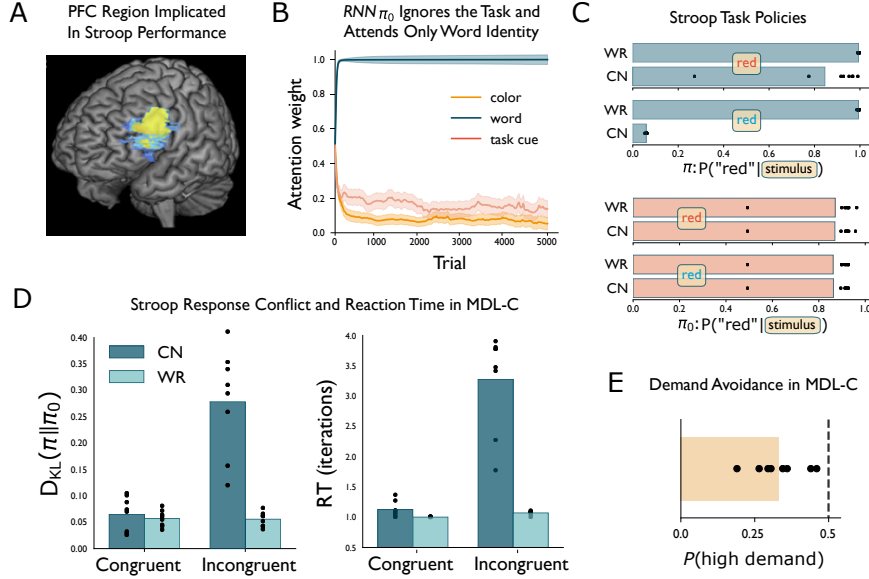 A
PFC Region Implicated
In Stroop Performance
B
RNN π₀ Ignores the Task and
Attends Only Word Identity
Attention weight
1.0
0.8
0.6
0.4
0.2
0.0
color
word
task cue
0
1000
2000
3000
4000
5000
Trial
C
Stroop Task Policies
WR
red
CN
WR
red
CN
0.0
0.2
0.4
0.6
0.8
1.0
π:P("red"|stimulus)
WR
red
CN
WR
red
CN
0.0
0.2
0.4
0.6
0.8
1.0
π₀:P("red"|stimulus)
D
Stroop Response Conflict and Reaction Time in MDL-C
D_KL(π‖π₀)
0.40
0.35
0.30
0.25
0.20
0.15
0.10
0.05
0.00
CN
WR
Congruent
Incongruent
RT (iterations)
4.0
3.5
3.0
2.5
2.0
1.5
1.0
0.5
Congruent
Incongruent
E
Demand Avoidance in MDL-C
0.0
0.25
0.5
P(high demand)